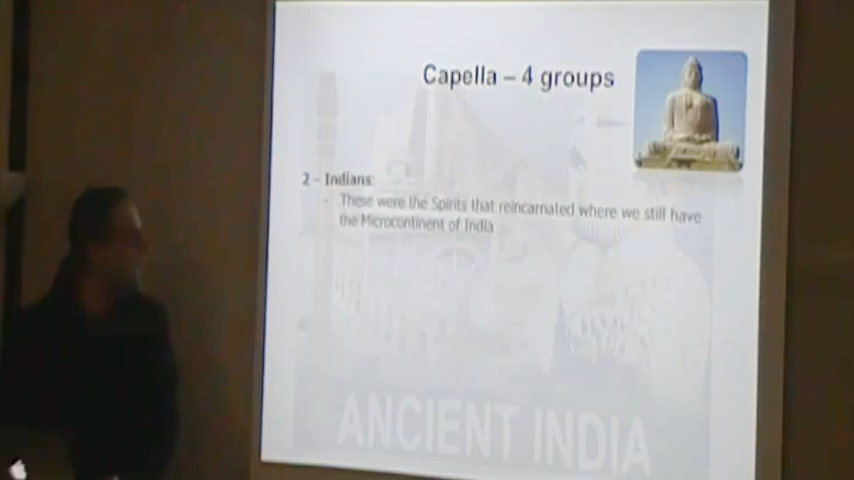 Capella – 4 groups
2 – Indians:
- These were the Spirits that reincarnated where we still have
the Microcontinent of India
ANCIENT INDIA